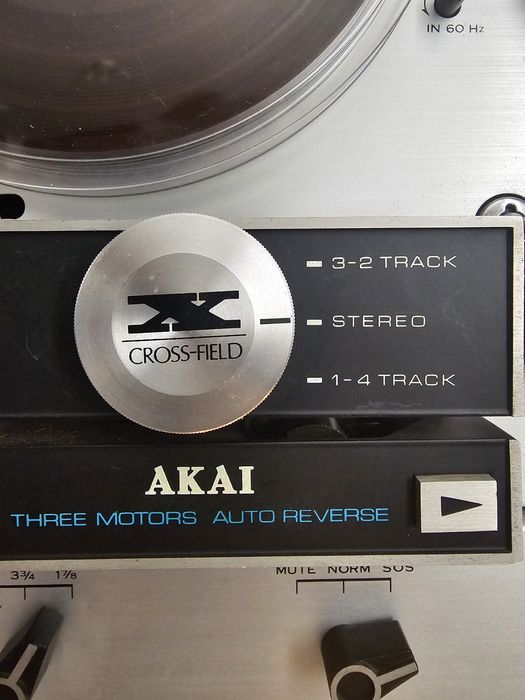 IN 60 Hz
3-2 TRACK
STEREO
1-4 TRACK
X
CROSS-FIELD
AKAI
THREE MOTORS AUTO REVERSE
3¾ 1⅞
MUTE NORM SOS